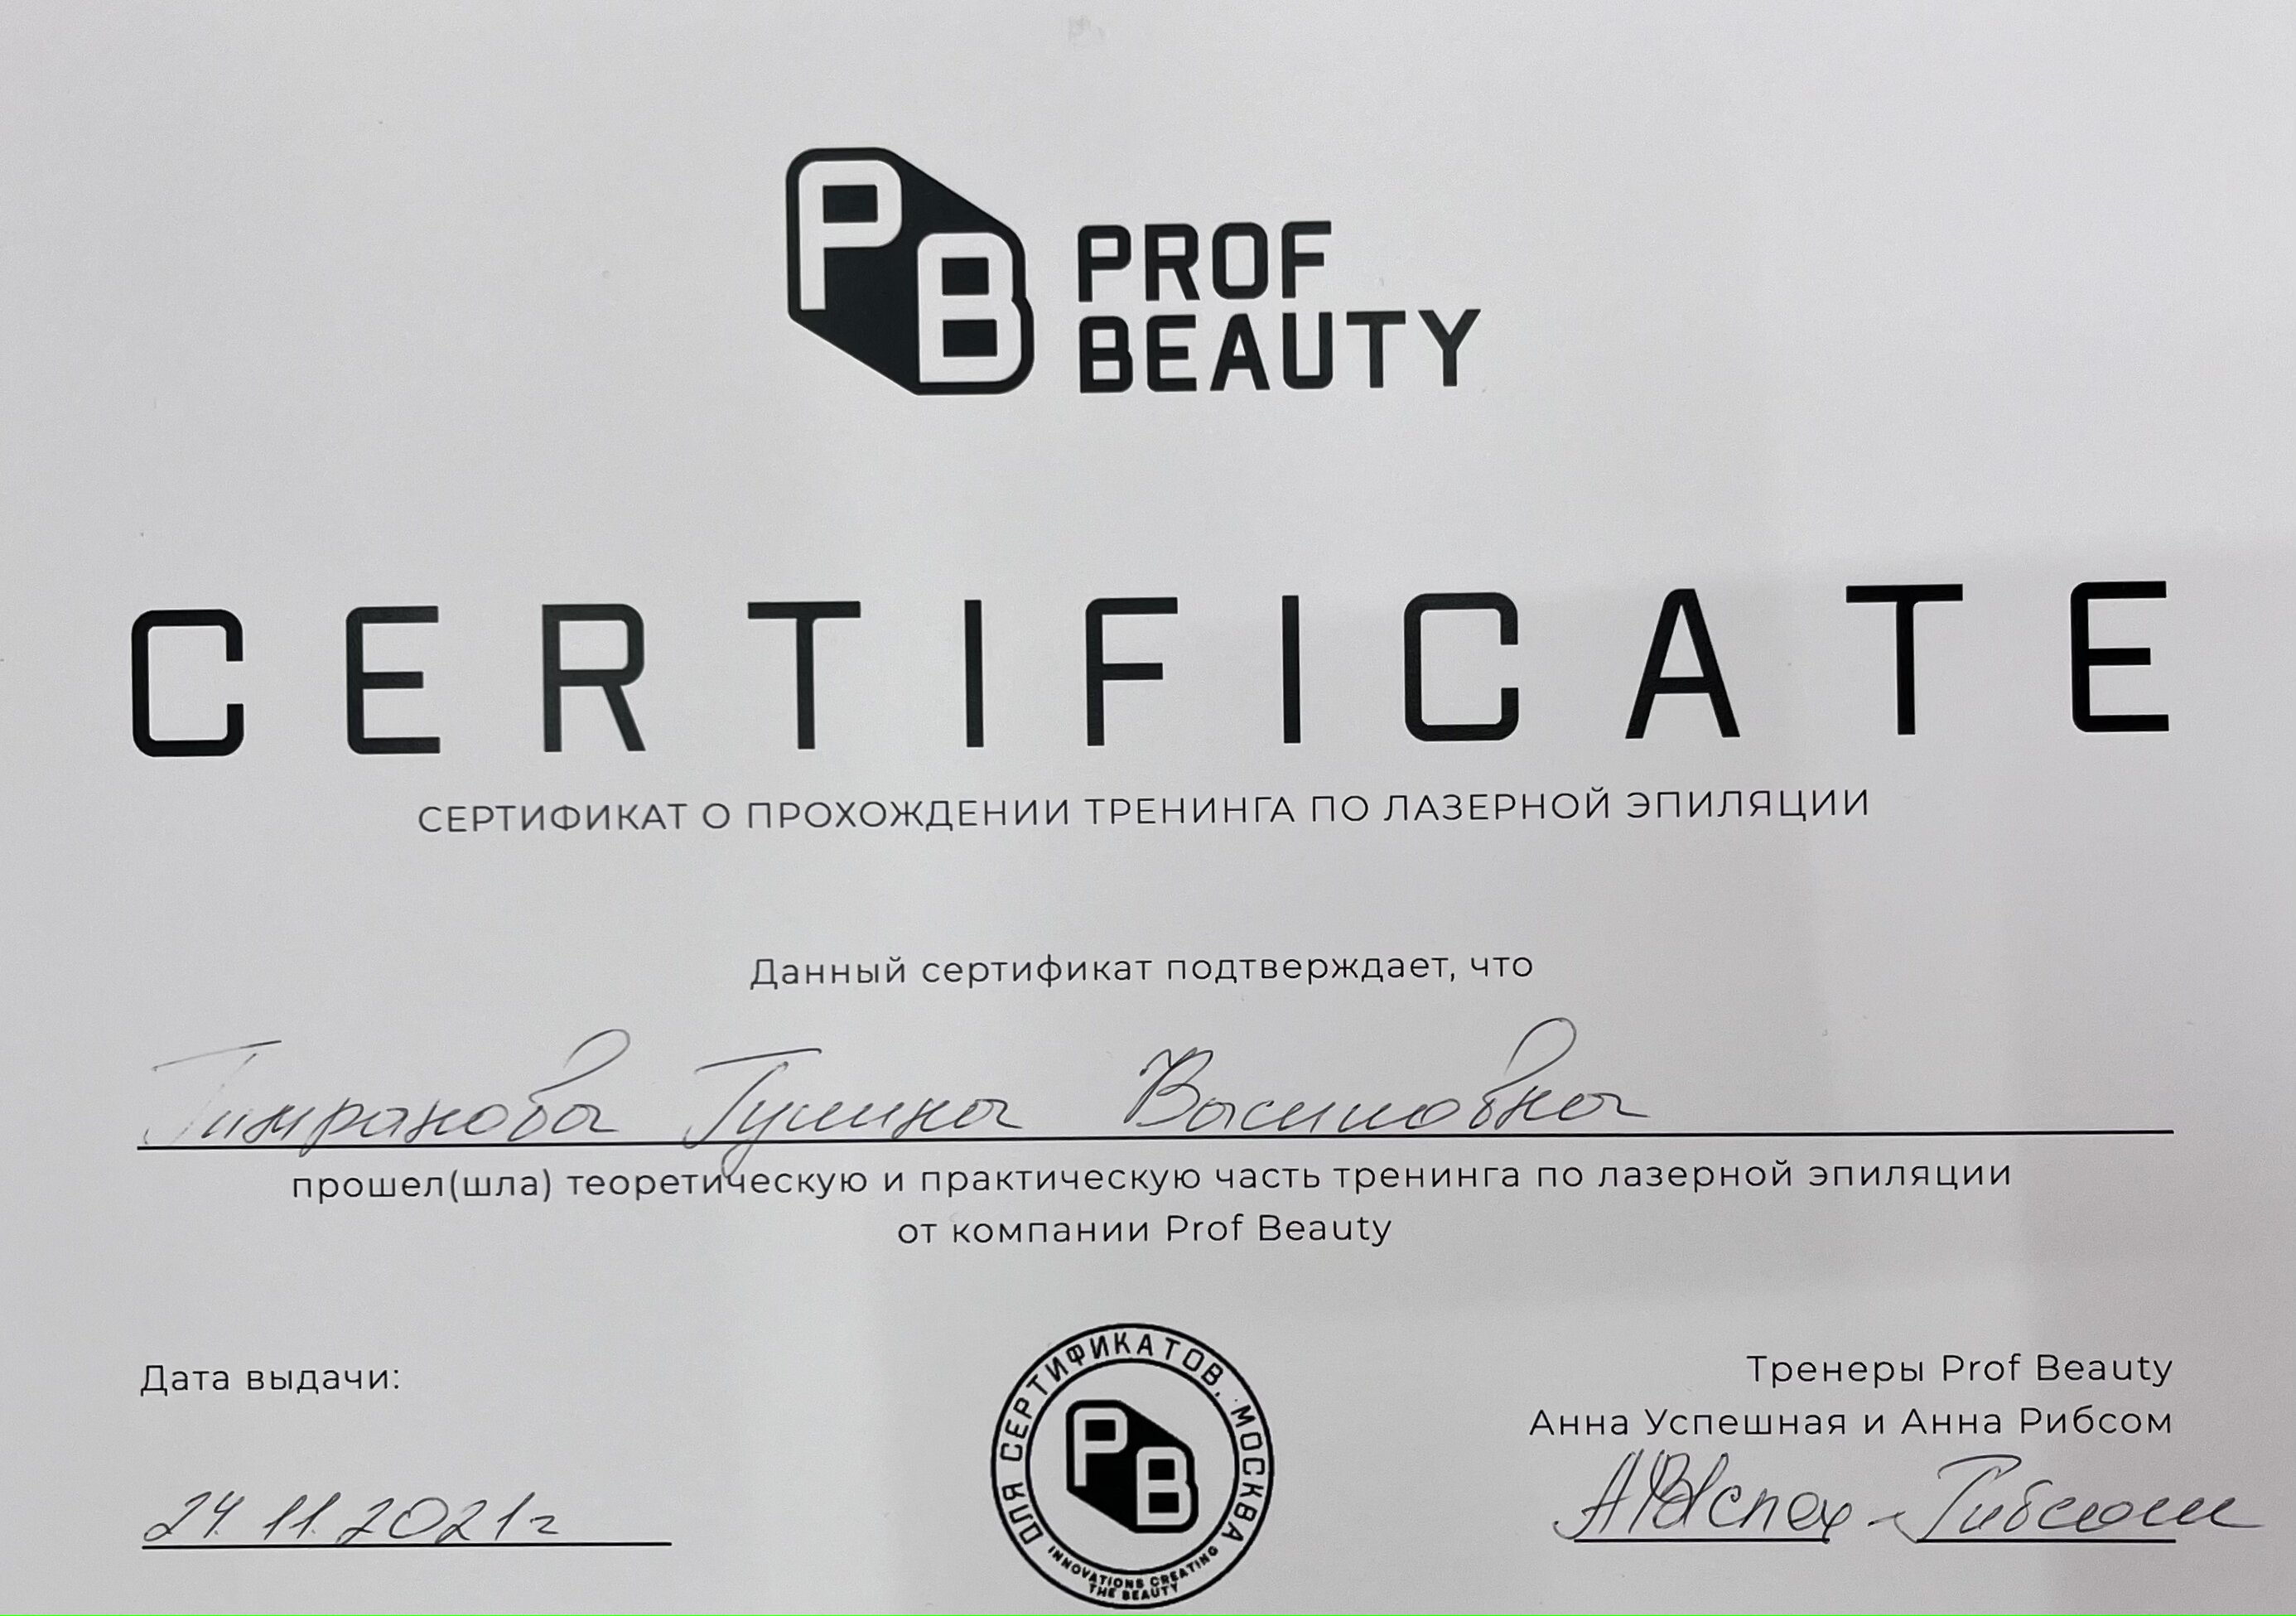 PB
PROF
BEAUTY
CERTIFICATE
СЕРТИФИКАТ О ПРОХОЖДЕНИИ ТРЕНИНГА ПО ЛАЗЕРНОЙ ЭПИЛЯЦИИ
Данный сертификат подтверждает, что
Тимранова Гулина Васимовна
прошел(шла) теоретическую и практическую часть тренинга по лазерной эпиляции
от компании Prof Beauty
Дата выдачи:
24.11.2021г
ДЛЯ СЕРТИФИКАТОВ. МОСКВА
PB
INNOVATIONS CREATING
THE BEAUTY
Тренеры Prof Beauty
Анна Успешная и Анна Рибсом